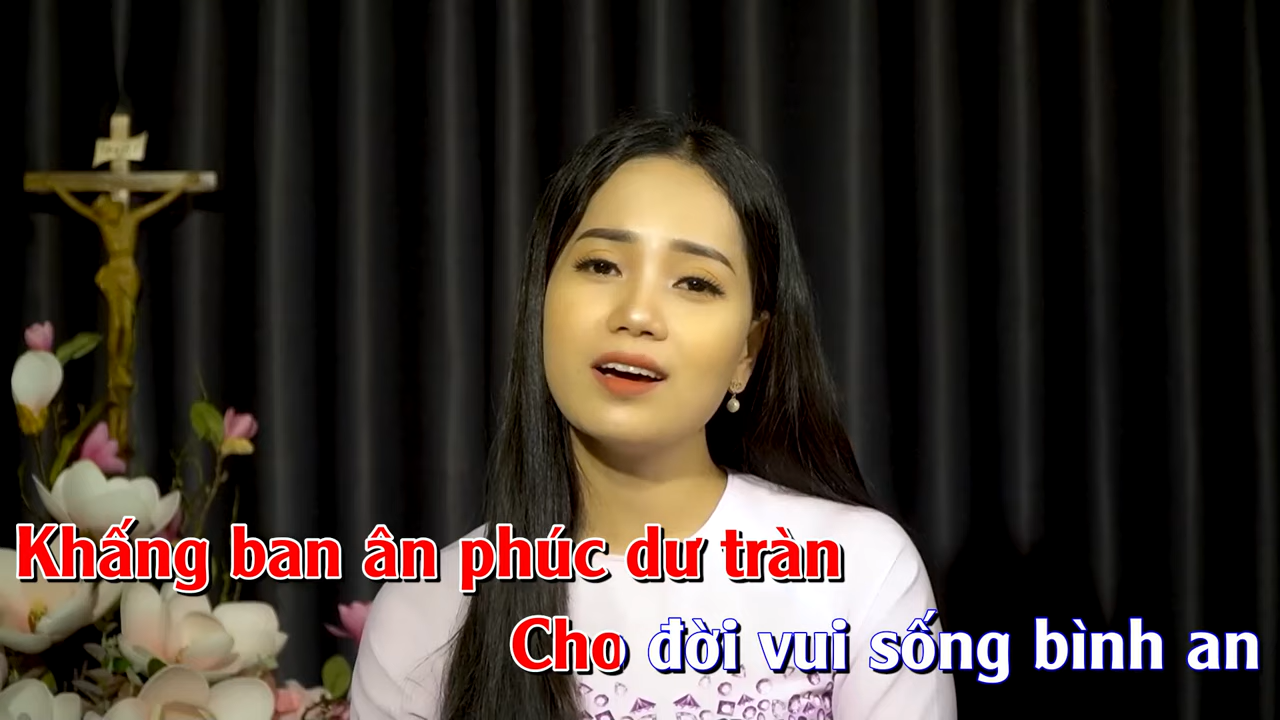 Khấng ban ân phúc dư tràn
Cho đời vui sống bình an